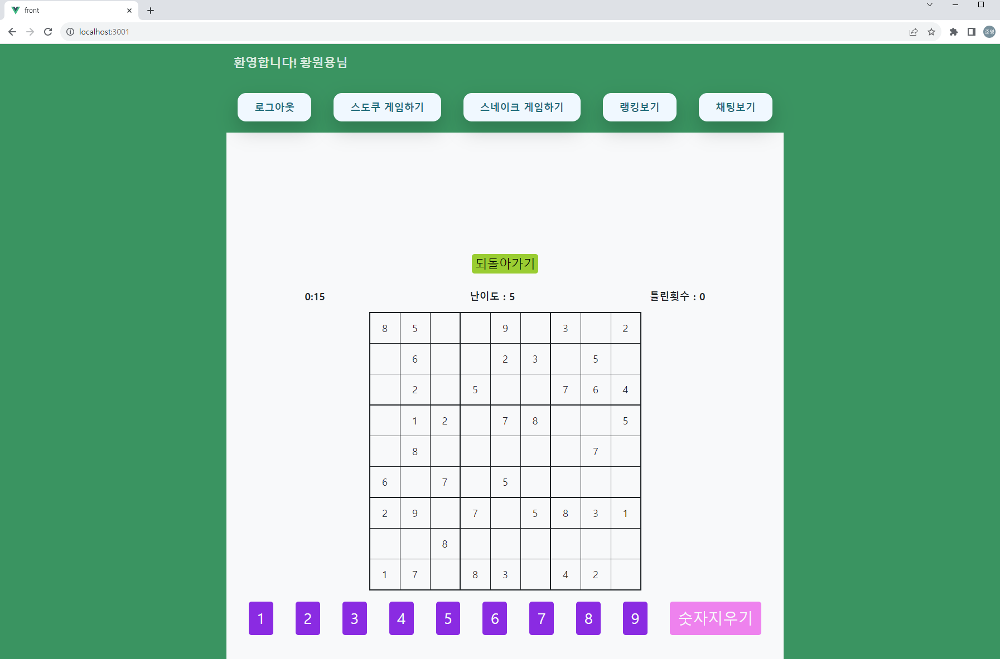 front
localhost:3001
준영
환영합니다! 황원용님
로그아웃 스도쿠 게임하기 스네이크 게임하기 랭킹보기 채팅보기
되돌아가기
0:15 난이도 : 5 틀린횟수 : 0
8 5 9 3 2
6 2 3 5
2 5 7 6 4
1 2 7 8 5
8 7
6 7 5
2 9 7 5 8 3 1
8
1 7 8 3 4 2
1 2 3 4 5 6 7 8 9 숫자지우기